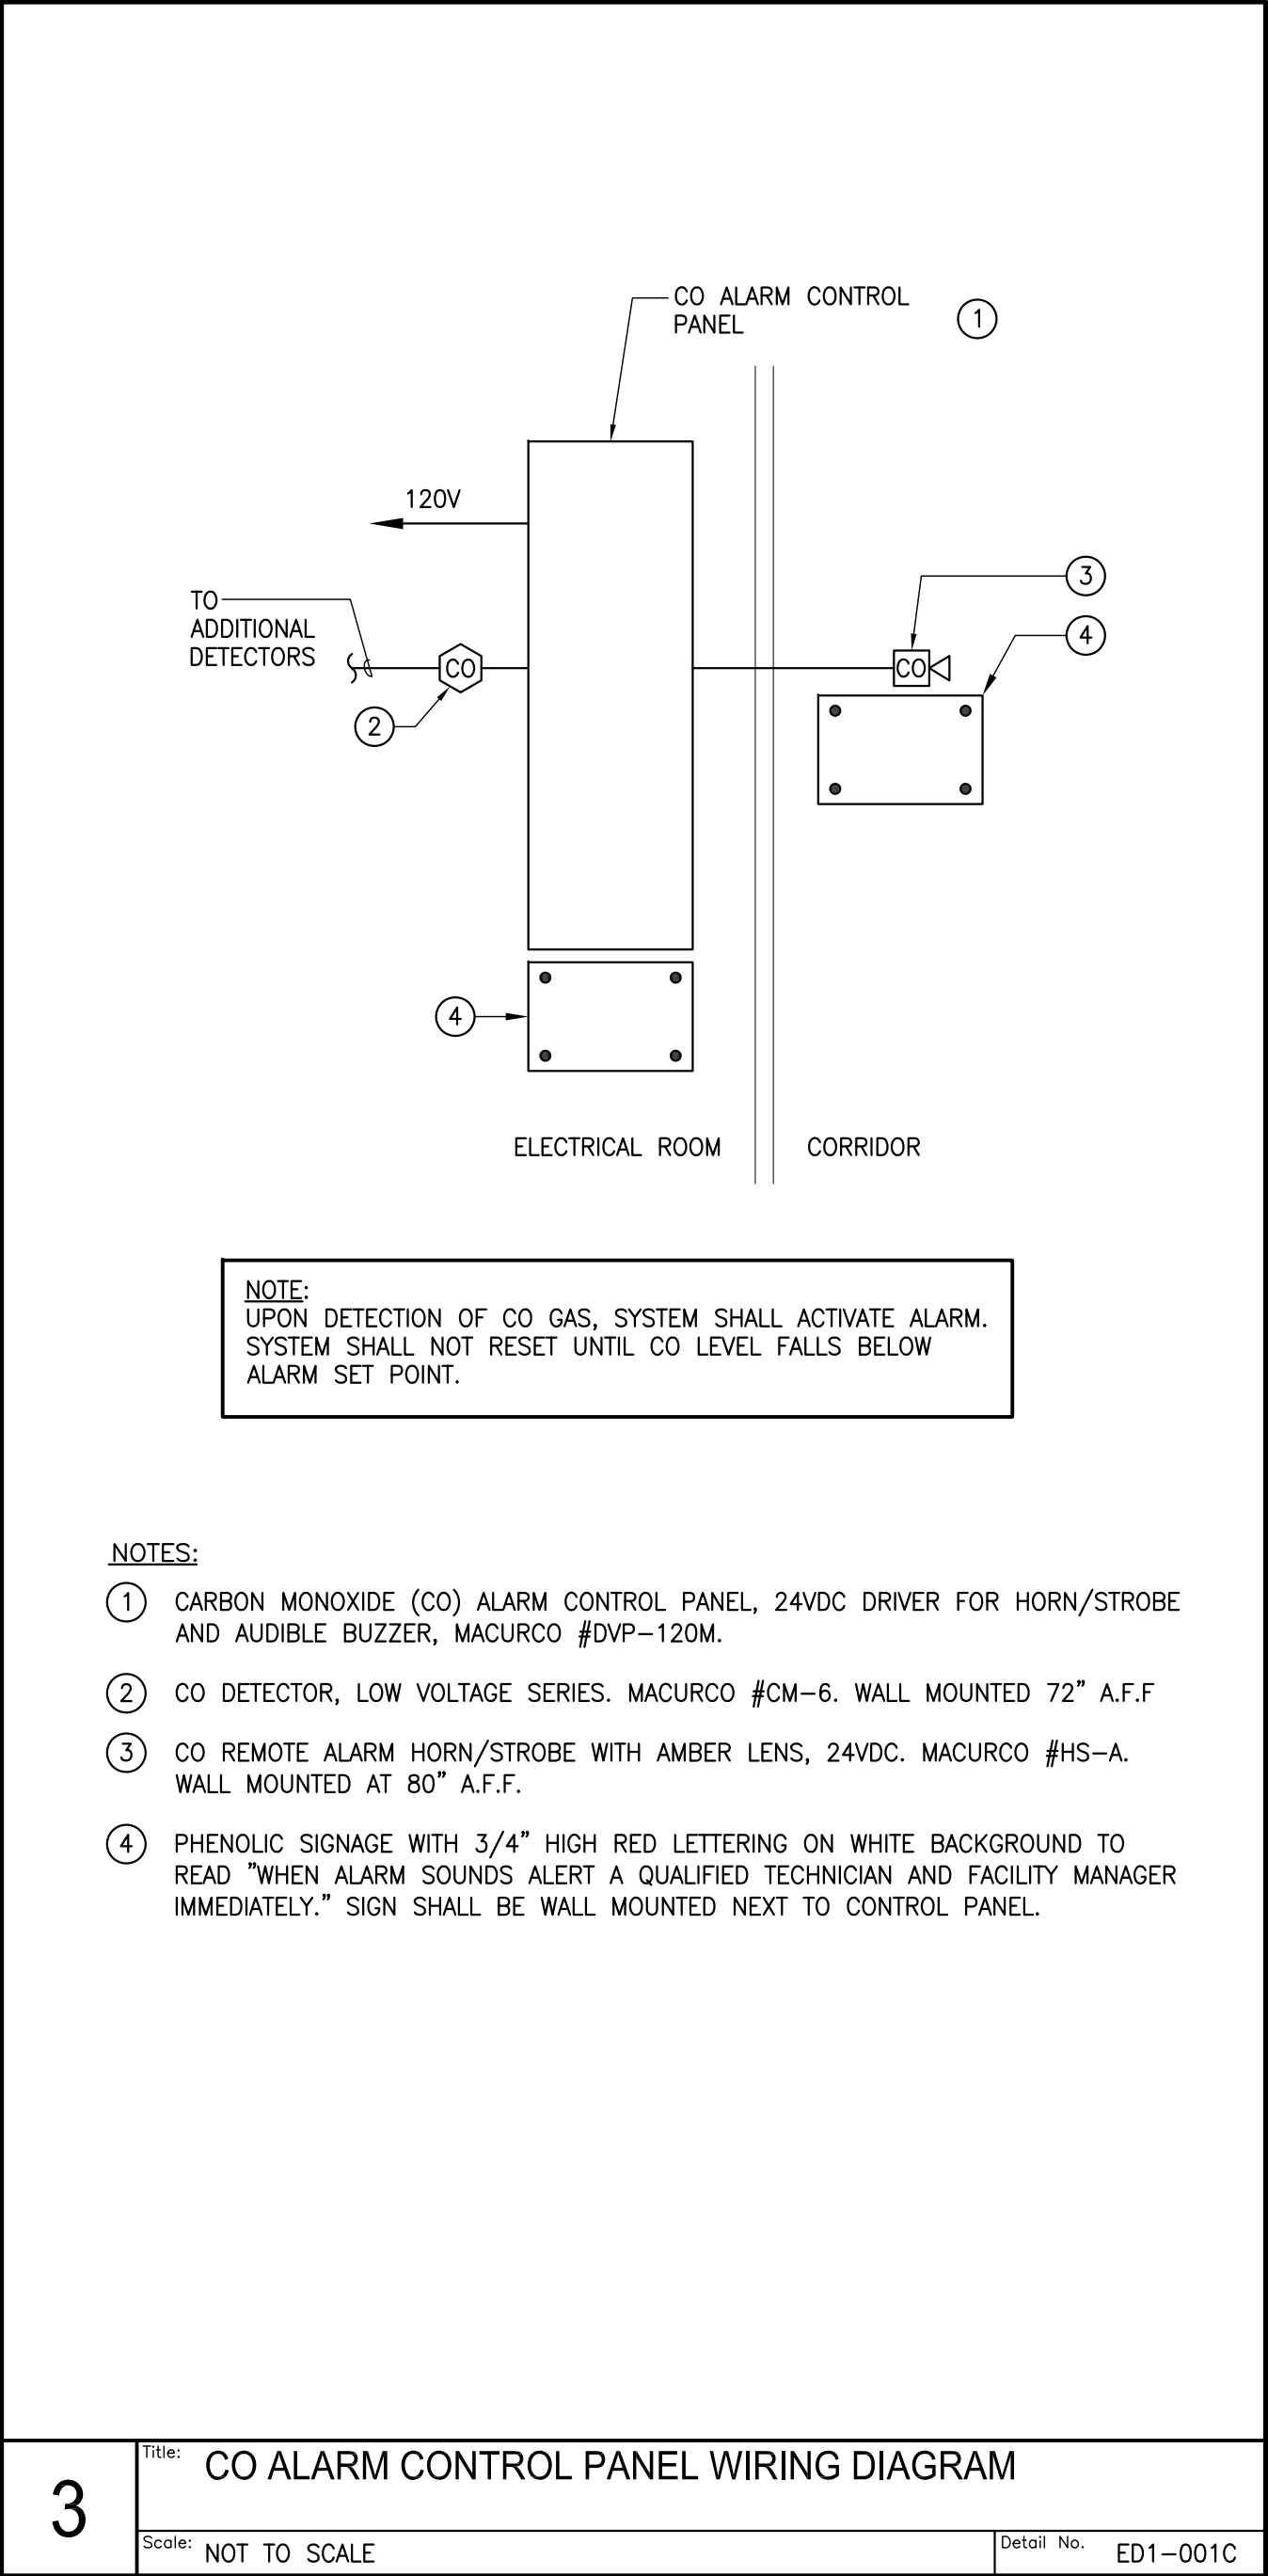 CO ALARM CONTROL
PANEL
1
120V
3
TO
ADDITIONAL
DETECTORS
4
CO
CO
2
4
ELECTRICAL ROOM
CORRIDOR
NOTE:
UPON DETECTION OF CO GAS, SYSTEM SHALL ACTIVATE ALARM.
SYSTEM SHALL NOT RESET UNTIL CO LEVEL FALLS BELOW
ALARM SET POINT.
NOTES:
1 CARBON MONOXIDE (CO) ALARM CONTROL PANEL, 24VDC DRIVER FOR HORN/STROBE
AND AUDIBLE BUZZER, MACURCO #DVP-120M.
2 CO DETECTOR, LOW VOLTAGE SERIES. MACURCO #CM-6. WALL MOUNTED 72" A.F.F
3 CO REMOTE ALARM HORN/STROBE WITH AMBER LENS, 24VDC. MACURCO #HS-A.
WALL MOUNTED AT 80" A.F.F.
4 PHENOLIC SIGNAGE WITH 3/4" HIGH RED LETTERING ON WHITE BACKGROUND TO
READ "WHEN ALARM SOUNDS ALERT A QUALIFIED TECHNICIAN AND FACILITY MANAGER
IMMEDIATELY." SIGN SHALL BE WALL MOUNTED NEXT TO CONTROL PANEL.
3
Title: CO ALARM CONTROL PANEL WIRING DIAGRAM
Scale: NOT TO SCALE
Detail No. ED1-001C